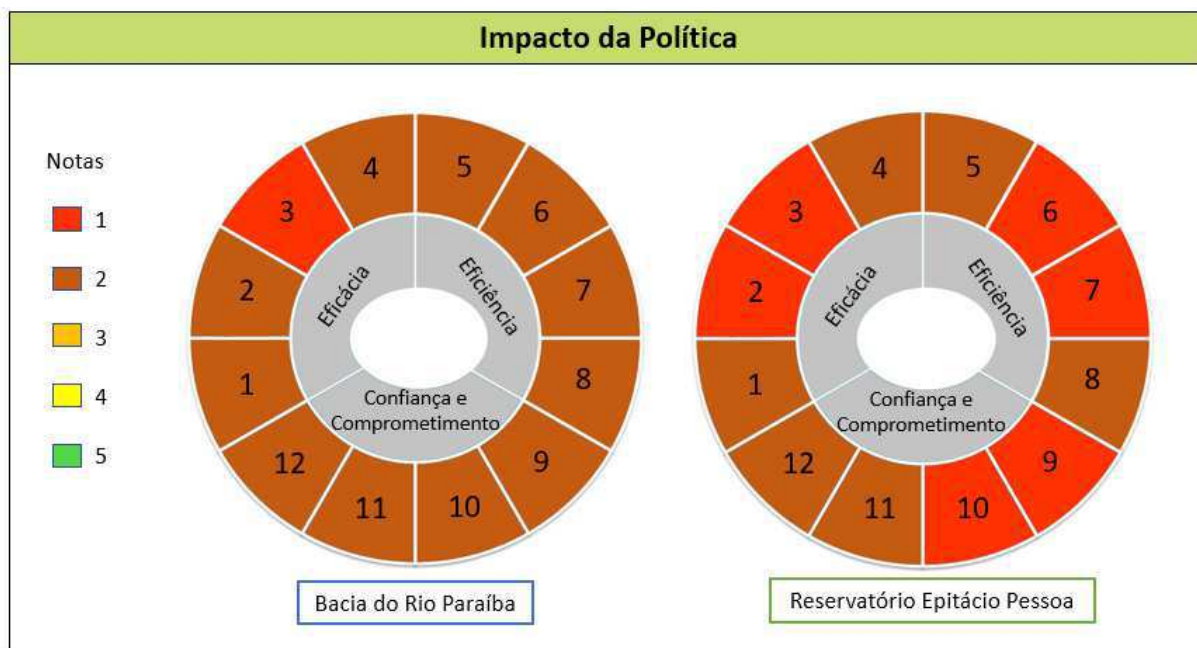 Impacto da Política
Notas
1
2
3
4
5
1
2
3
4
5
6
7
8
9
10
11
12
Eficácia
Eficiência
Confiança e
Comprometimento
Bacia do Rio Paraíba
1
2
3
4
5
6
7
8
9
10
11
12
Eficácia
Eficiência
Confiança e
Comprometimento
Reservatório Epitácio Pessoa